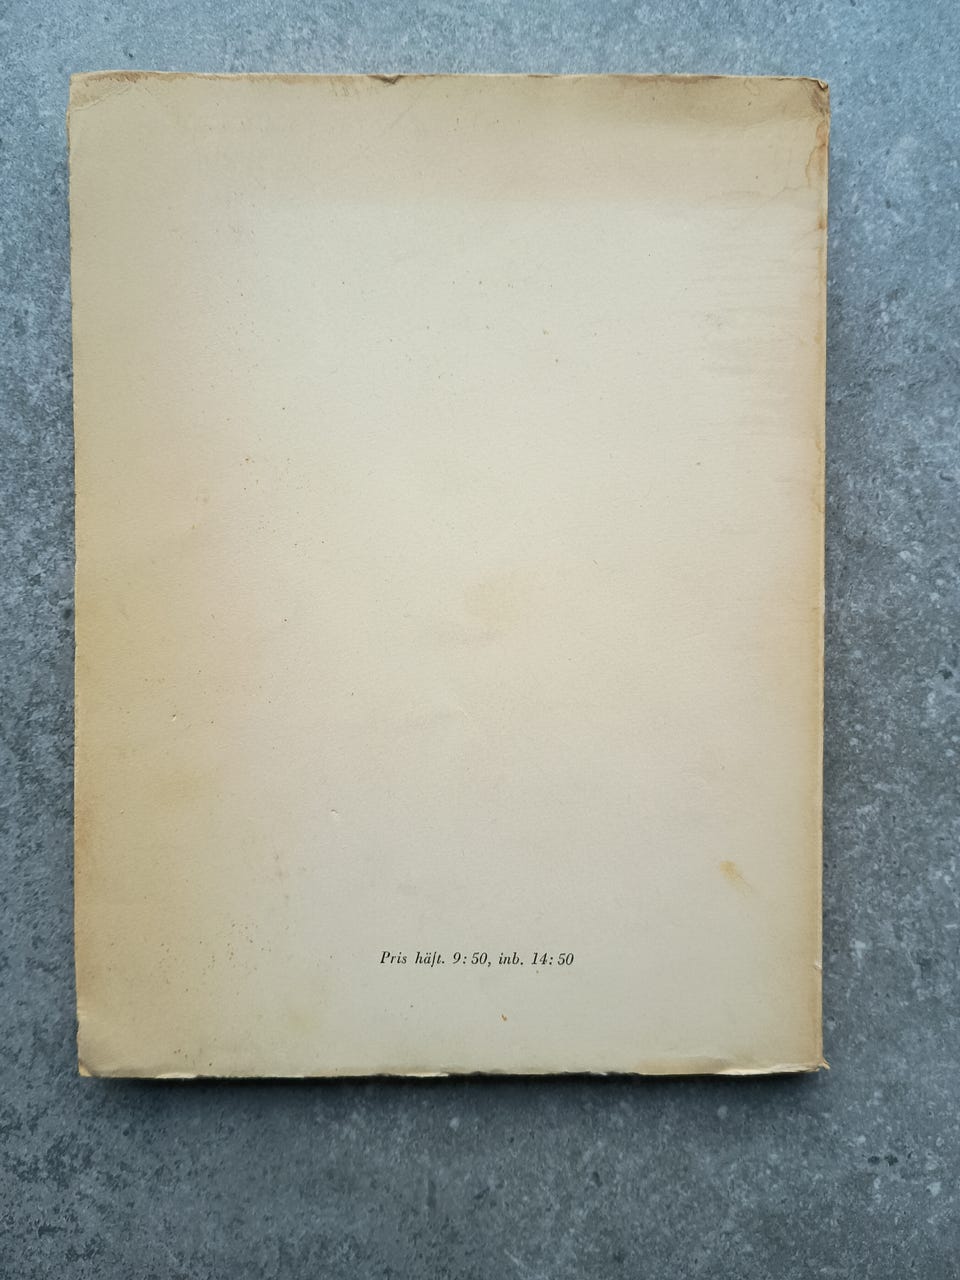 Pris häft. 9: 50, inb. 14: 50